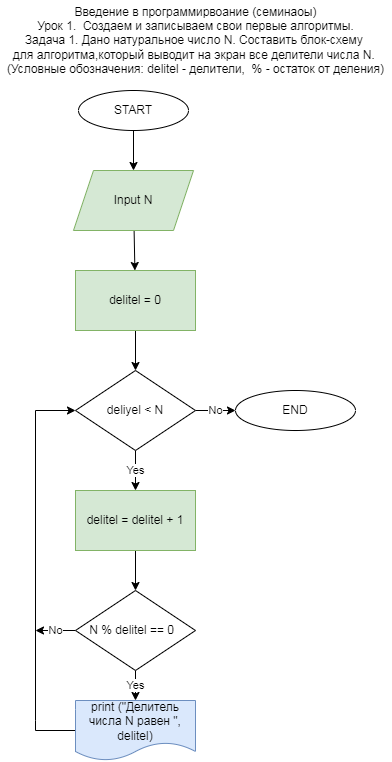 Введение в программирвоание (семинаоы)
Урок 1. Создаем и записываем свои первые алгоритмы.
Задача 1. Дано натуральное число N. Составить блок-схему
для алгоритма,который выводит на экран все делители числа N.
(Условные обозначения: delitel - делители, % - остаток от деления)
START
Input N
delitel = 0
deliyel < N
No
END
Yes
delitel = delitel + 1
N % delitel == 0
No
Yes
print ("Делитель
числа N равен ",
delitel)